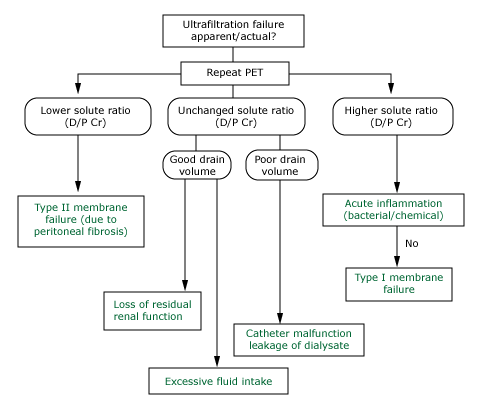 Ultrafiltration failure
apparent/actual?
Repeat PET
Lower solute ratio
(D/P Cr)
Unchanged solute ratio
(D/P Cr)
Higher solute ratio
(D/P Cr)
Good drain
volume
Poor drain
volume
Type II membrane
failure (due to
peritoneal fibrosis)
Acute inflammation
(bacterial/chemical)
No
Type I membrane
failure
Loss of residual
renal function
Catheter malfunction
leakage of dialysate
Excessive fluid intake